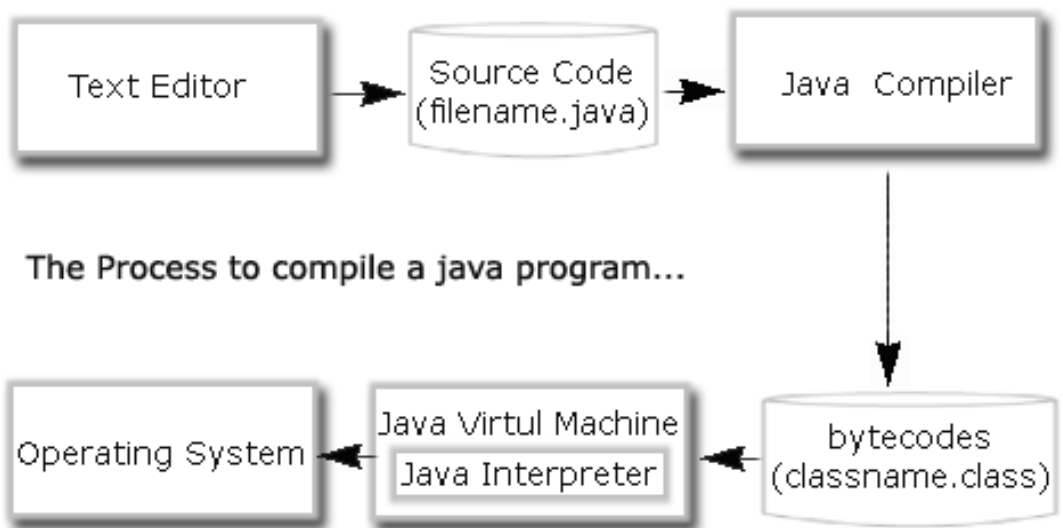 Text Editor
Source Code
(filename.java)
Java Compiler
The Process to compile a java program...
Operating System
Java Virtul Machine
Java Interpreter
bytecodes
(classname.class)